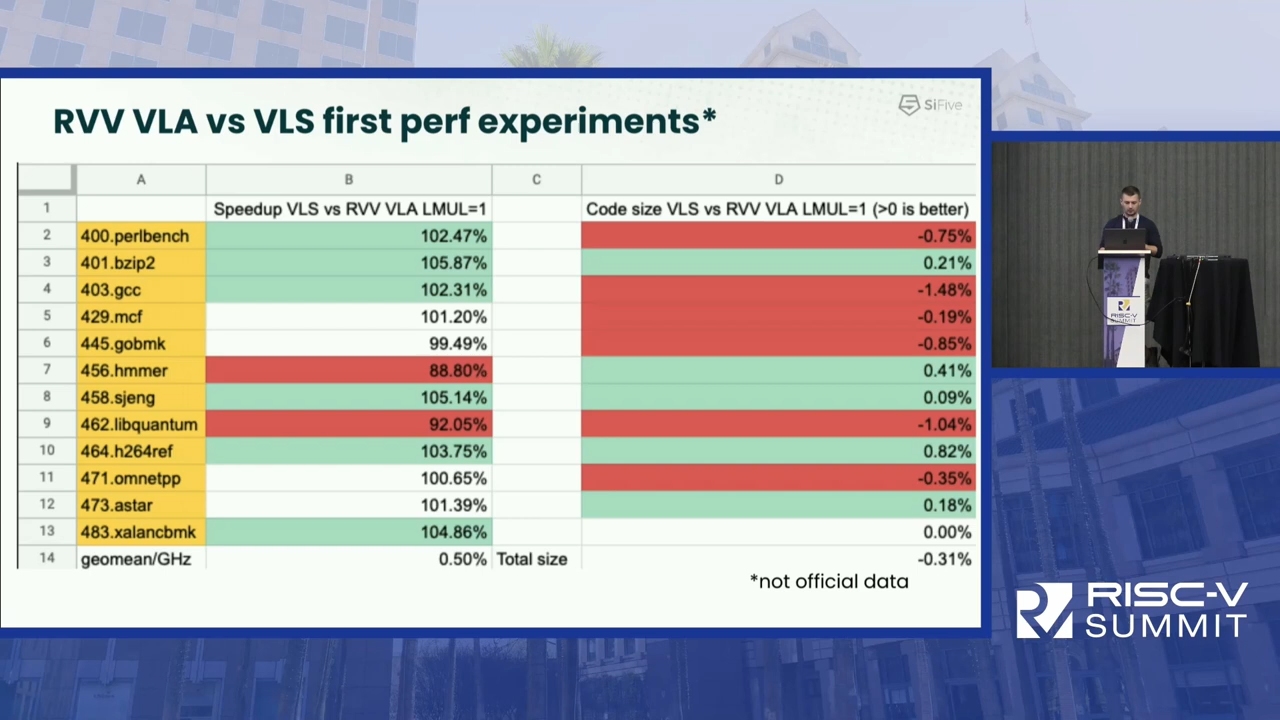 RVV VLA vs VLS first perf experiments*
SiFive
A B C D
1 Speedup VLS vs RVV VLA LMUL=1 Code size VLS vs RVV VLA LMUL=1 (>0 is better)
2 400.perlbench 102.47% -0.75%
3 401.bzip2 105.87% 0.21%
4 403.gcc 102.31% -1.48%
5 429.mcf 101.20% -0.19%
6 445.gobmk 99.49% -0.85%
7 456.hmmer 88.80% 0.41%
8 458.sjeng 105.14% 0.09%
9 462.libquantum 92.05% -1.04%
10 464.h264ref 103.75% 0.82%
11 471.omnetpp 100.65% -0.35%
12 473.astar 101.39% 0.18%
13 483.xalancbmk 104.86% 0.00%
14 geomean/GHz 0.50% Total size -0.31%
*not official data
RISC-V
SUMMIT
RISC-V
SUMMIT